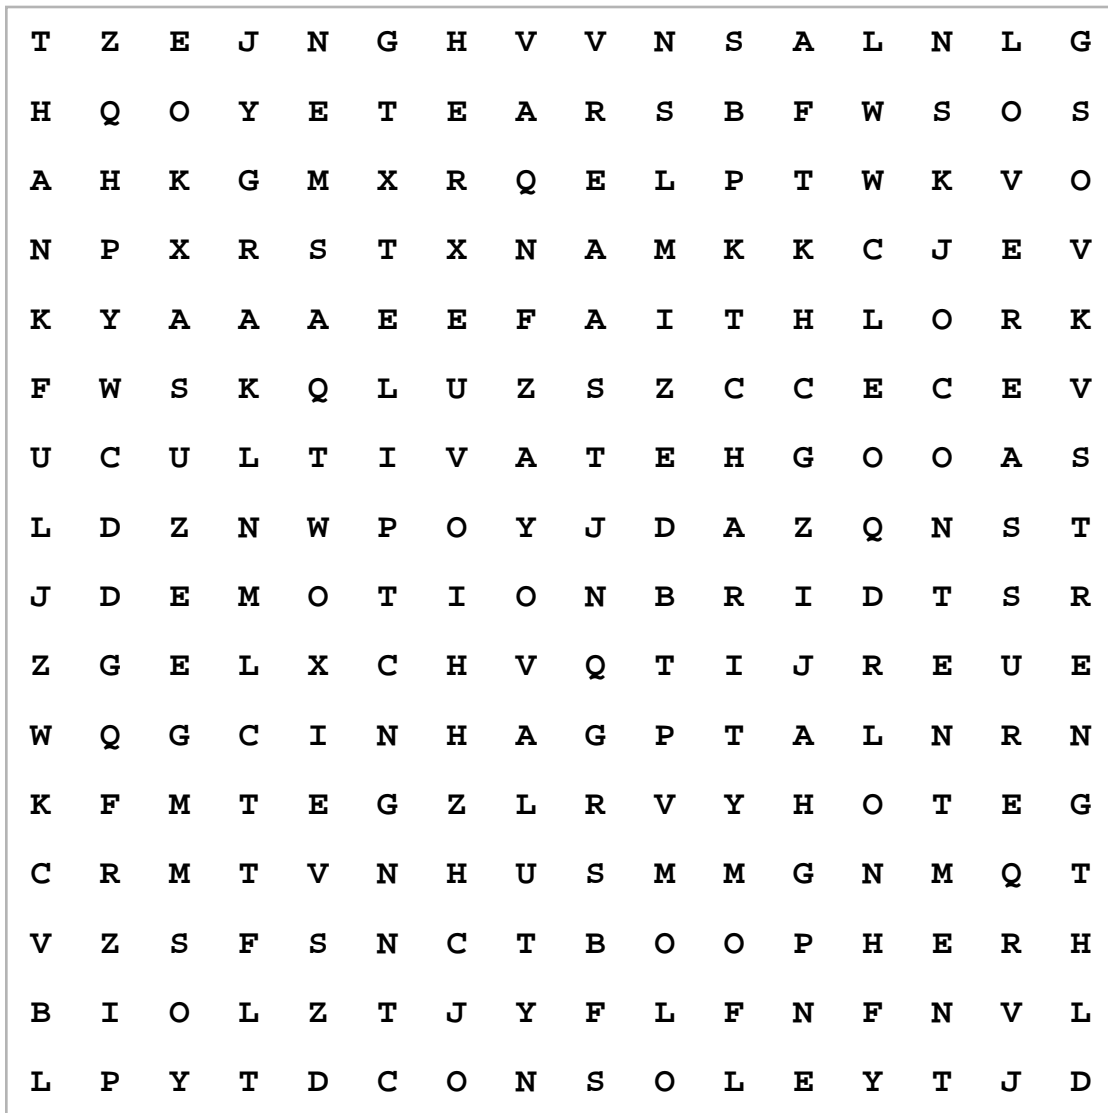 T Z E J N G H V V N S A L N L G
H Q O Y E T E A R S B F W S O S
A H K G M X R Q E L P T W K V O
N P X R S T X N A M K K C J E V
K Y A A A E E F A I T H L O R K
F W S K Q L U Z S Z C C E C E V
U C U L T I V A T E H G O O A S
L D Z N W P O Y J D A Z Q N S T
J D E M O T I O N B R I D T S R
Z G E L X C H V Q T I J R E U E
W Q G C I N H A G P T A L N R N
K F M T E G Z L R V Y H O T E G
C R M T V N H U S M M G N M Q T
V Z S F S N C T B O O P H E R H
B I O L Z T J Y F L F N F N V L
L P Y T D C O N S O L E Y T J D